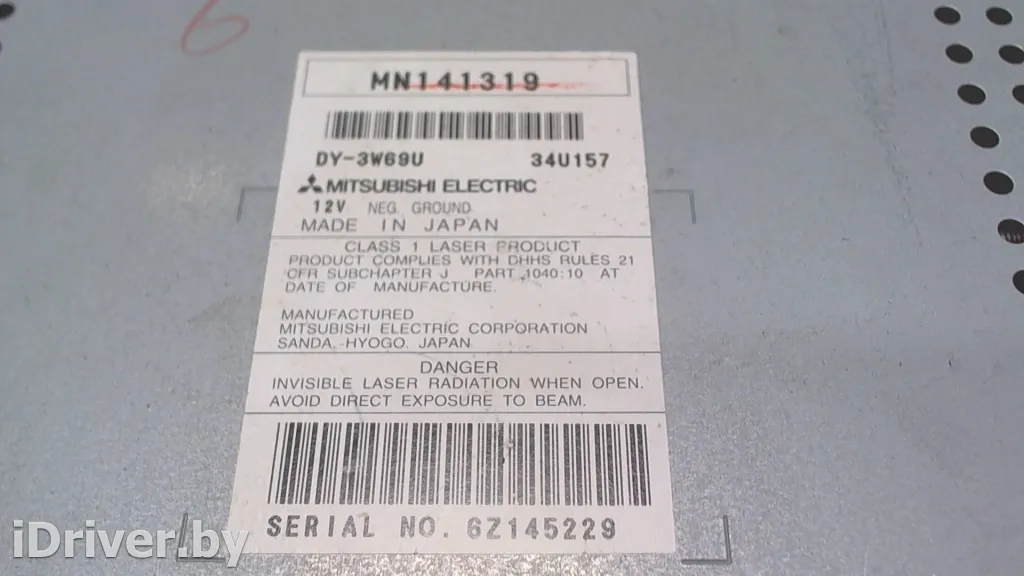 6
MN141319
DY-3W69U 34U157
MITSUBISHI ELECTRIC
12V NEG. GROUND
MADE IN JAPAN
CLASS 1 LASER PRODUCT
PRODUCT COMPLIES WITH DHHS RULES 21
CFR SUBCHAPTER J PART 1040:10 AT
DATE OF MANUFACTURE.
MANUFACTURED
MITSUBISHI ELECTRIC CORPORATION
SANDA, HYOGO, JAPAN
DANGER
INVISIBLE LASER RADIATION WHEN OPEN.
AVOID DIRECT EXPOSURE TO BEAM.
SERIAL NO. 6Z145229
iDriver.by